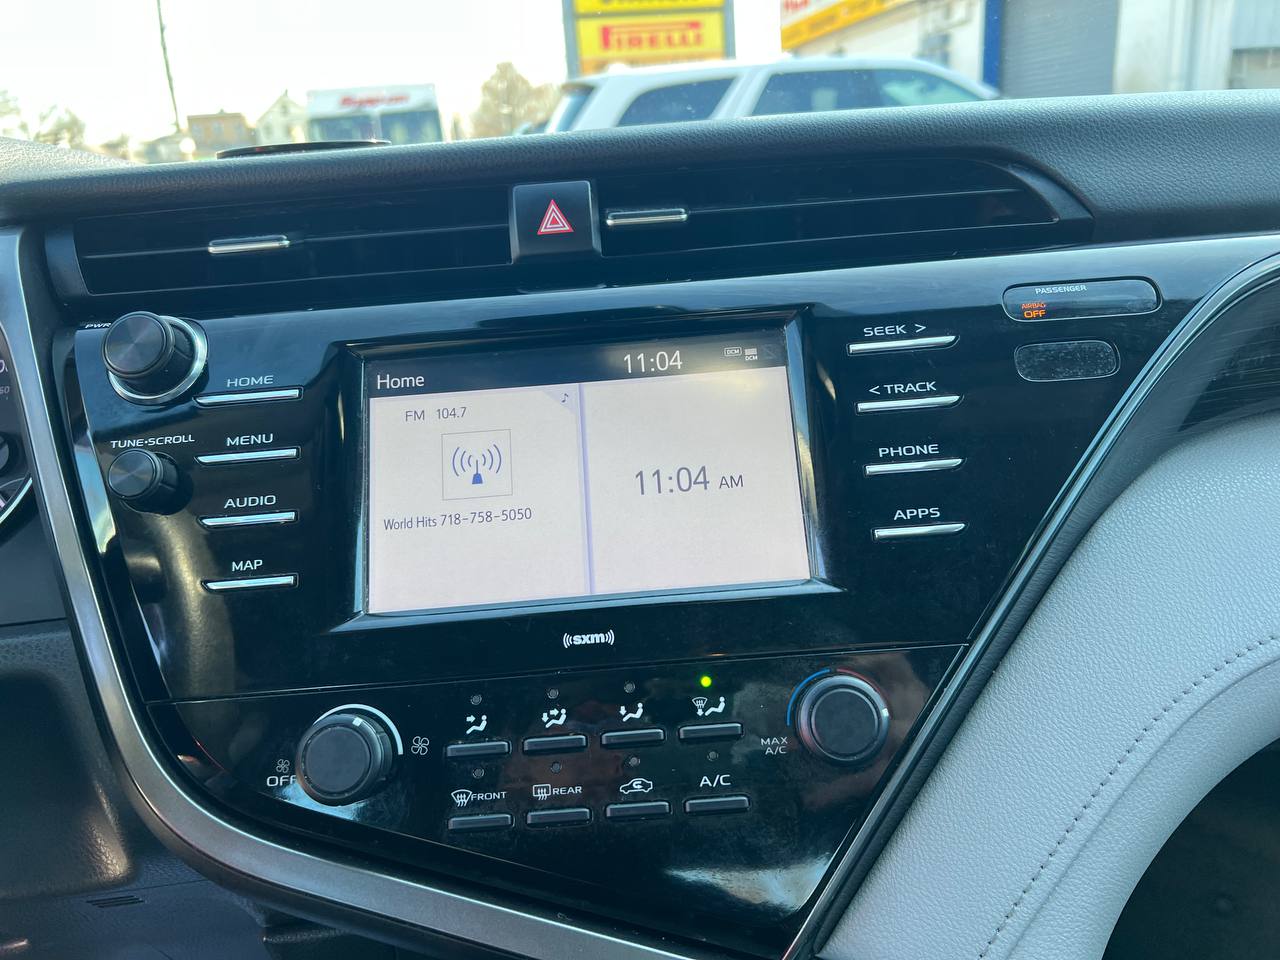 PIRELLI
PWR
HOME
TUNE•SCROLL
MENU
AUDIO
MAP
Home
11:04
DCM
DCM
FM 104.7
World Hits 718-758-5050
11:04 AM
SEEK >
< TRACK
PHONE
APPS
PASSENGER
AIRBAG
OFF
((sxm))
OFF
FRONT
REAR
A/C
MAX
A/C